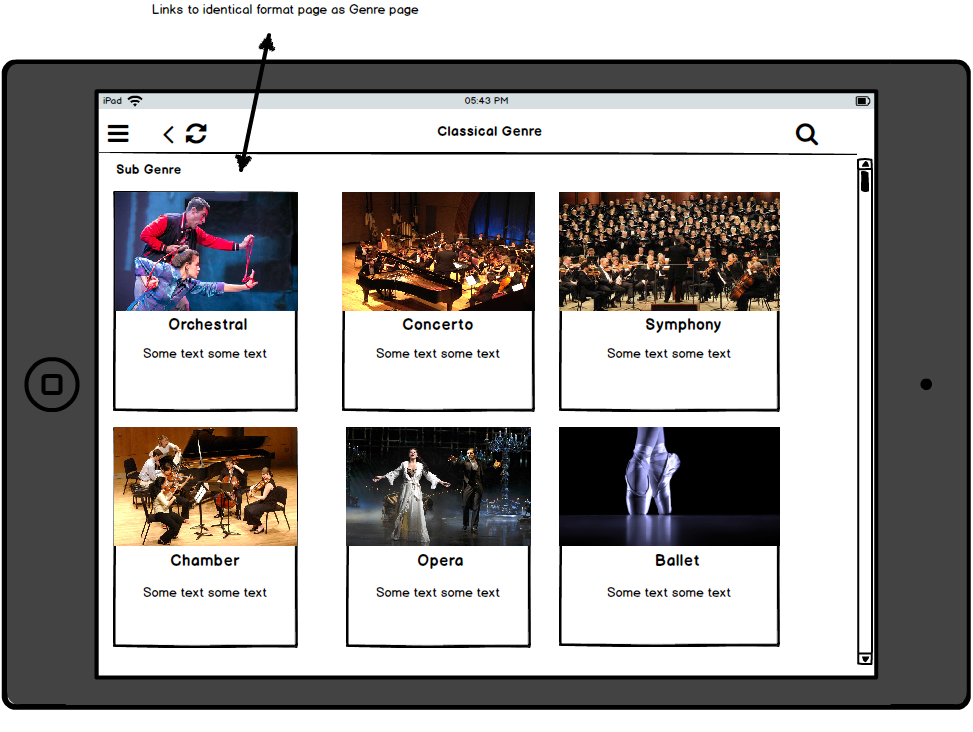 Links to identical format page as Genre page
iPad 05:43 PM
Classical Genre
Sub Genre
Orchestral Concerto Symphony
Some text some text Some text some text Some text some text
Chamber Opera Ballet
Some text some text Some text some text Some text some text